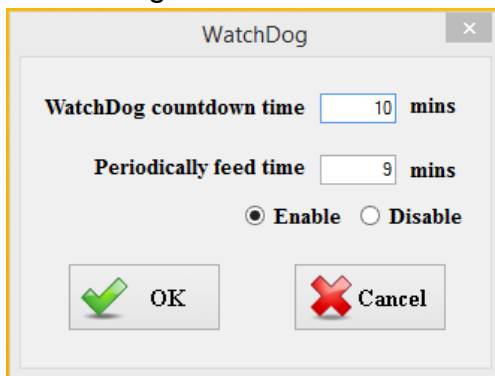 WatchDog
WatchDog countdown time 10 mins
Periodically feed time 9 mins
Enable Disable
OK Cancel